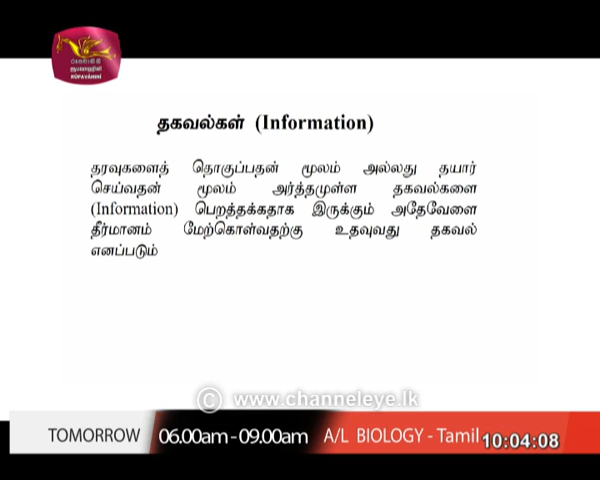 RUPAVAHINI
தகவல்கள் (Information)
தரவுகளைத் தொகுப்பதன் மூலம் அல்லது தயார்
செய்வதன் மூலம் அர்த்தமுள்ள தகவல்களை
(Information) பெறத்தக்கதாக இருக்கும் அதேவேளை
தீர்மானம் மேற்கொள்வதற்கு உதவுவது தகவல்
எனப்படும்
© www.channeleye.lk
TOMORROW 06.00am - 09.00am A/L BIOLOGY - Tamil 10:04:08